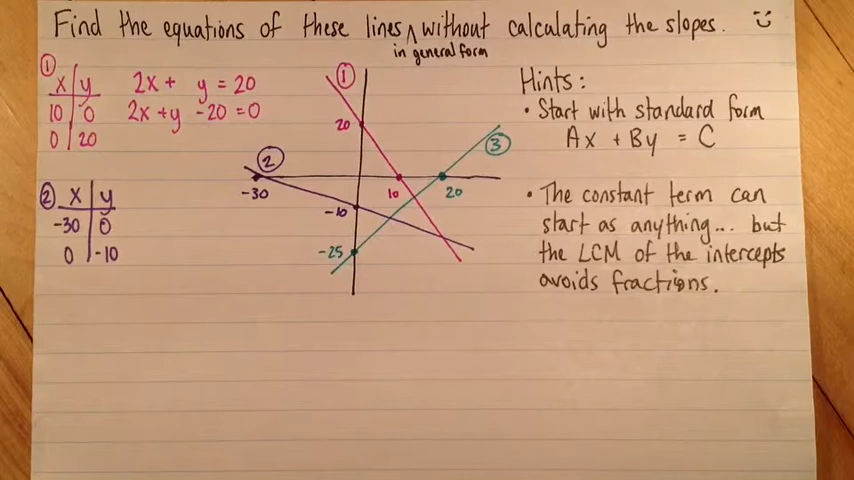 Find the equations of these lines ^ without calculating the slopes.
in general form
①
x y 2x + y = 20
10 0 2x + y - 20 = 0
0 20
②
x y
-30 0
0 -10
①
20
②
③
-30
10
20
-10
-25
Hints:
• Start with standard form
Ax + By = C
• The constant term can
start as anything... but
the LCM of the intercepts
avoids fractions.